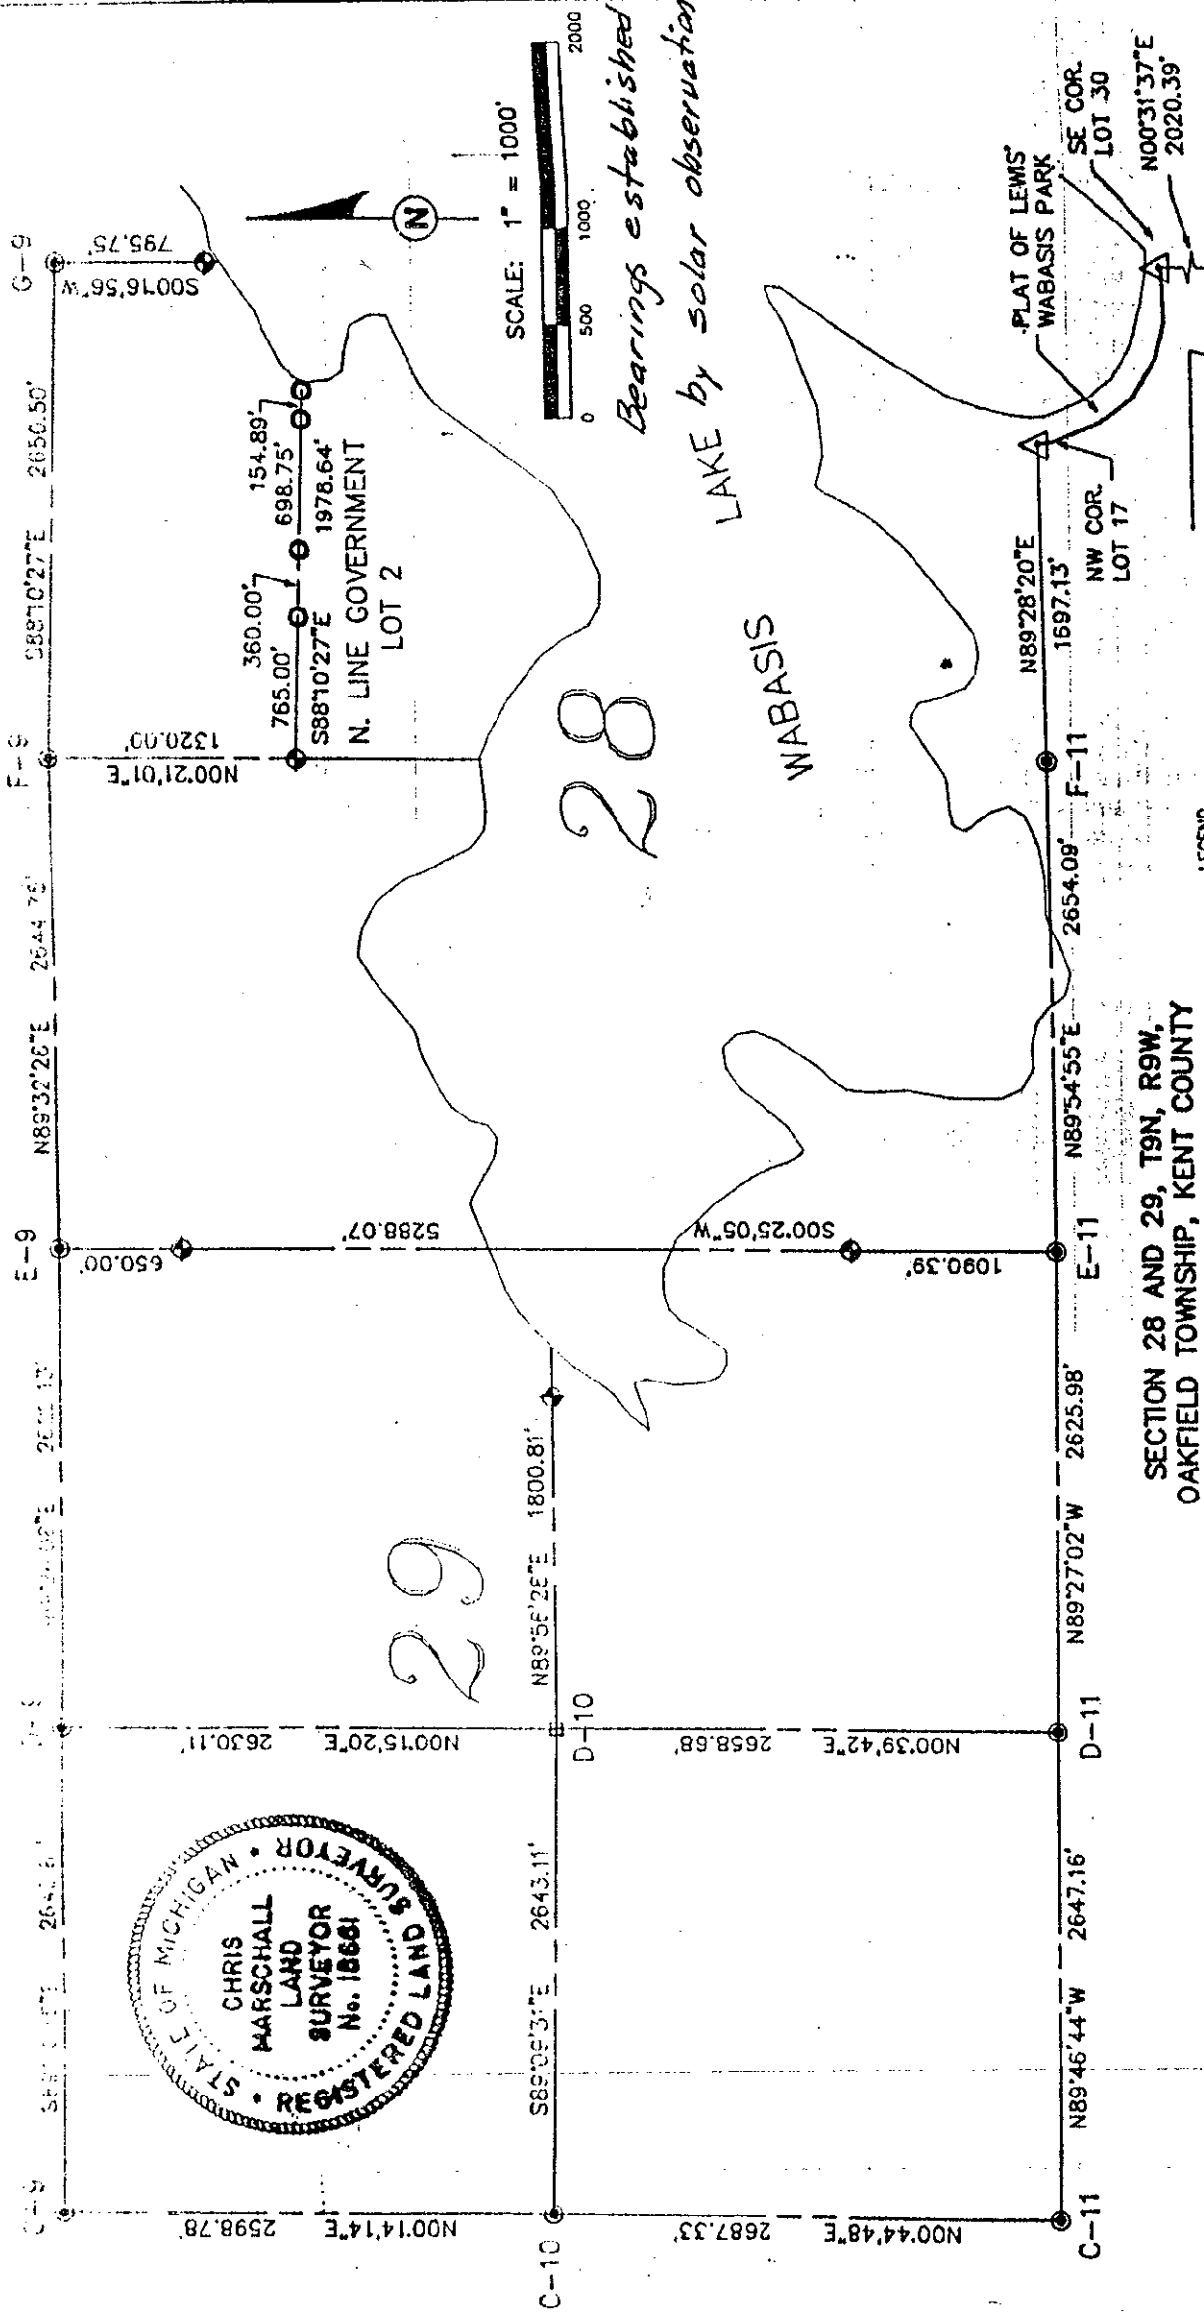 G-9
F-9
E-9
S88°10'27"E 2650.50'
N89°32'26"E
S00°16'56"W 795.75'
N00°21'01"E 1320.00'
650.00'
5288.07'
S00°25'05"W
1090.39'
360.00'
154.89'
765.00'
698.75'
S88°10'27"E
1978.64'
N. LINE GOVERNMENT
LOT 2
N
SCALE: 1" = 1000'
0 500 1000 2000
Bearings established
by solar observation
WABASIS LAKE
28
29
STATE OF MICHIGAN
CHRIS
MARSCHALL
LAND
SURVEYOR
No. 18661
REGISTERED LAND SURVEYOR
N00°14'14"E 2598.78'
N00°15'20"E 2630.11'
C-10
2643.11'
D-10
1800.81'
N00°44'48"E 2687.33'
N00°39'42"E 2658.68'
C-11
N89°46'44"W 2647.16'
D-11
N89°27'02"W 2625.98'
E-11
N89°54'55"E 2654.09'
F-11
N89°28'20"E
1697.13'
NW COR.
LOT 17
PLAT OF LEWIS'
WABASIS PARK
SE COR.
LOT 30
N00°31'37"E
2020.39'
SECTION 28 AND 29, T9N, R9W,
OAKFIELD TOWNSHIP, KENT COUNTY
LEGEND